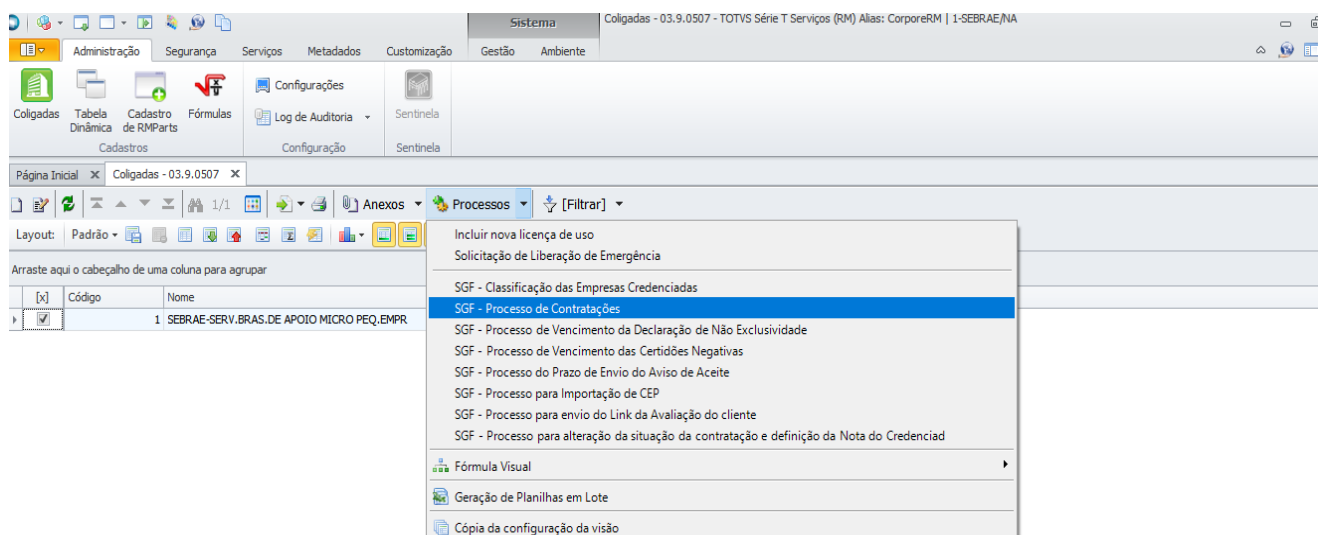 Sistema
Coligadas - 03.9.0507 - TOTVS Série T Serviços (RM) Alias: CorporeRM | 1-SEBRAE/NA
Administração Segurança Serviços Metadados Customização Gestão Ambiente
Coligadas
Tabela Dinâmica
Cadastro de RMParts
Fórmulas
Configurações
Log de Auditoria
Sentinela
Cadastros Configuração Sentinela
Página Inicial X Coligadas - 03.9.0507 X
1/1 Anexos Processos [Filtrar]
Layout: Padrão
Arraste aqui o cabeçalho de uma coluna para agrupar
[x] Código Nome
1 SEBRAE-SERV.BRAS.DE APOIO MICRO PEQ.EMPR
Incluir nova licença de uso
Solicitação de Liberação de Emergência
SGF - Classificação das Empresas Credenciadas
SGF - Processo de Contratações
SGF - Processo de Vencimento da Declaração de Não Exclusividade
SGF - Processo de Vencimento das Certidões Negativas
SGF - Processo do Prazo de Envio do Aviso de Aceite
SGF - Processo para Importação de CEP
SGF - Processo para envio do Link da Avaliação do cliente
SGF - Processo para alteração da situação da contratação e definição da Nota do Credenciad
Fórmula Visual
Geração de Planilhas em Lote
Cópia da configuração da visão